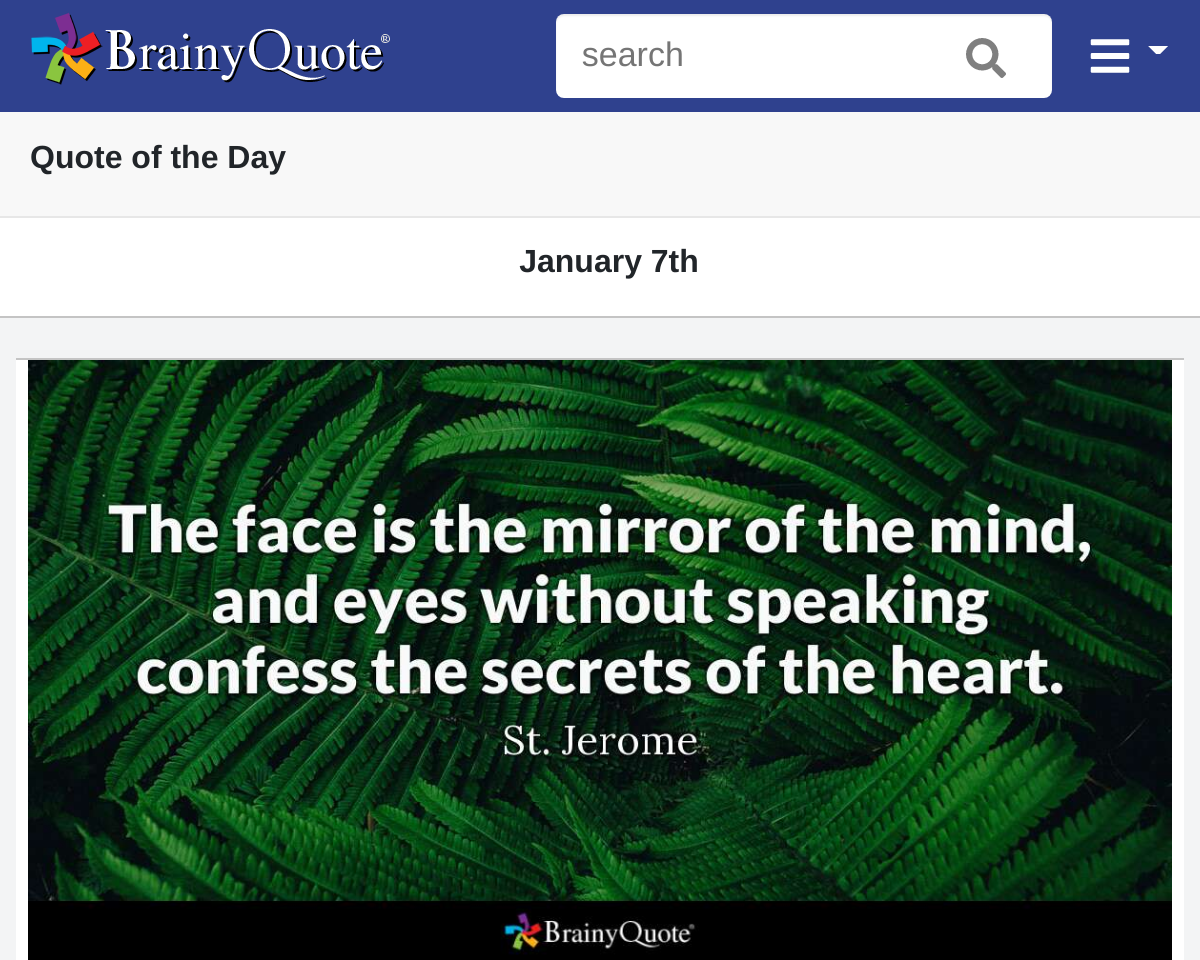 BrainyQuote®
search
Quote of the Day
January 7th
The face is the mirror of the mind,
and eyes without speaking
confess the secrets of the heart.
St. Jerome
BrainyQuote®